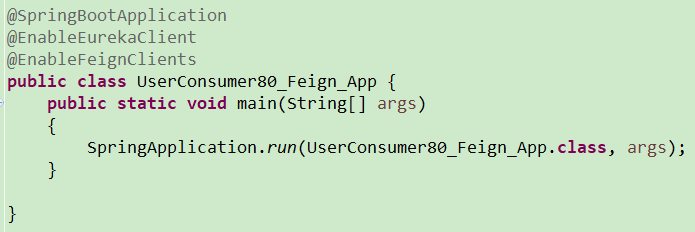 @SpringBootApplication
@EnableEurekaClient
@EnableFeignClients
public class UserConsumer80_Feign_App {
    public static void main(String[] args)
    {
        SpringApplication.run(UserConsumer80_Feign_App.class, args);
    }
}